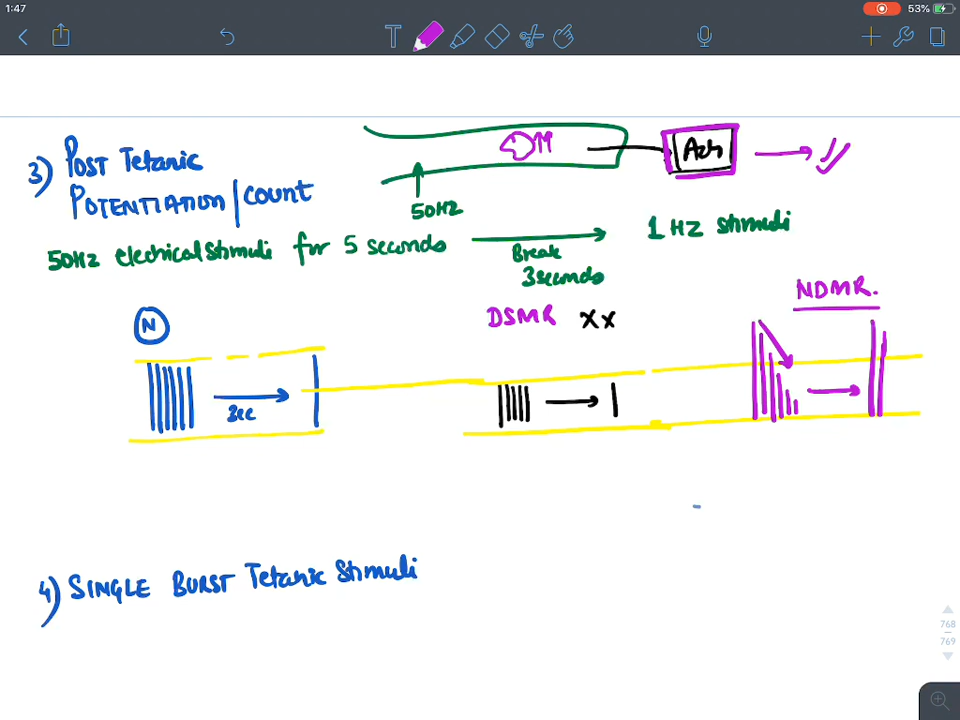 1:47
53%
T
3) POST Tetanic
POTENTIATION/count
Ach
50HZ
50HZ electrical stimuli for 5 seconds
Break
3seconds
1 HZ stimuli
N
DSMR XX
NDMR.
3sec
4) SINGLE BURST Tetanic Stimuli
768
769